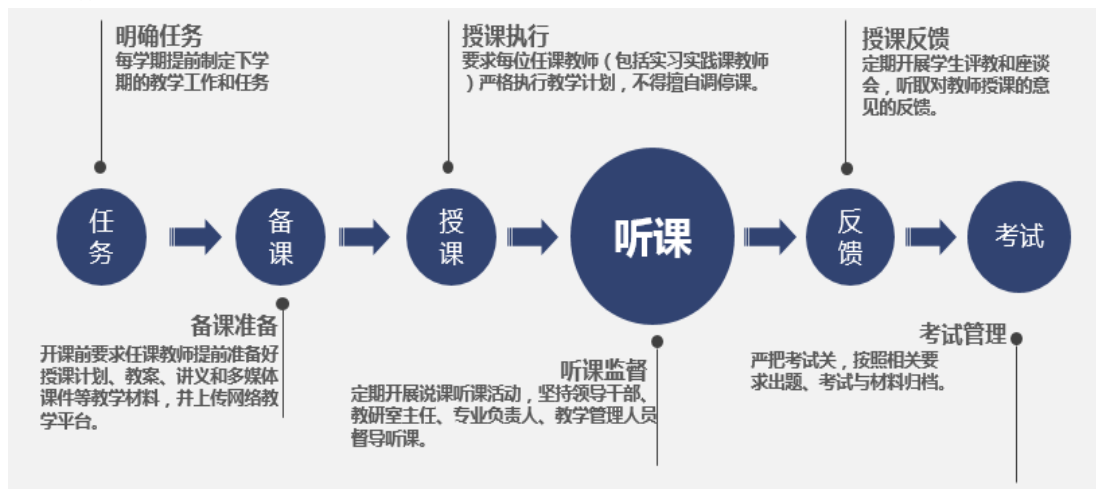 明确任务
每学期提前制定下学
期的教学工作和任务
授课执行
要求每位任课教师（包括实习实践课教师
）严格执行教学计划，不得擅自调停课。
授课反馈
定期开展学生评教和座谈
会，听取对教师授课的意
见的反馈。
任
务
备
课
授
课
听课
反
馈
考试
备课准备
开课前要求任课教师提前准备好
授课计划、教案、讲义和多媒体
课件等教学材料，并上传网络教
学平台。
听课监督
定期开展说课听课活动，坚持领导干部、
教研室主任、专业负责人、教学管理人员
督导听课。
考试管理
严把考试关，按照相关要
求出题、考试与材料归档。